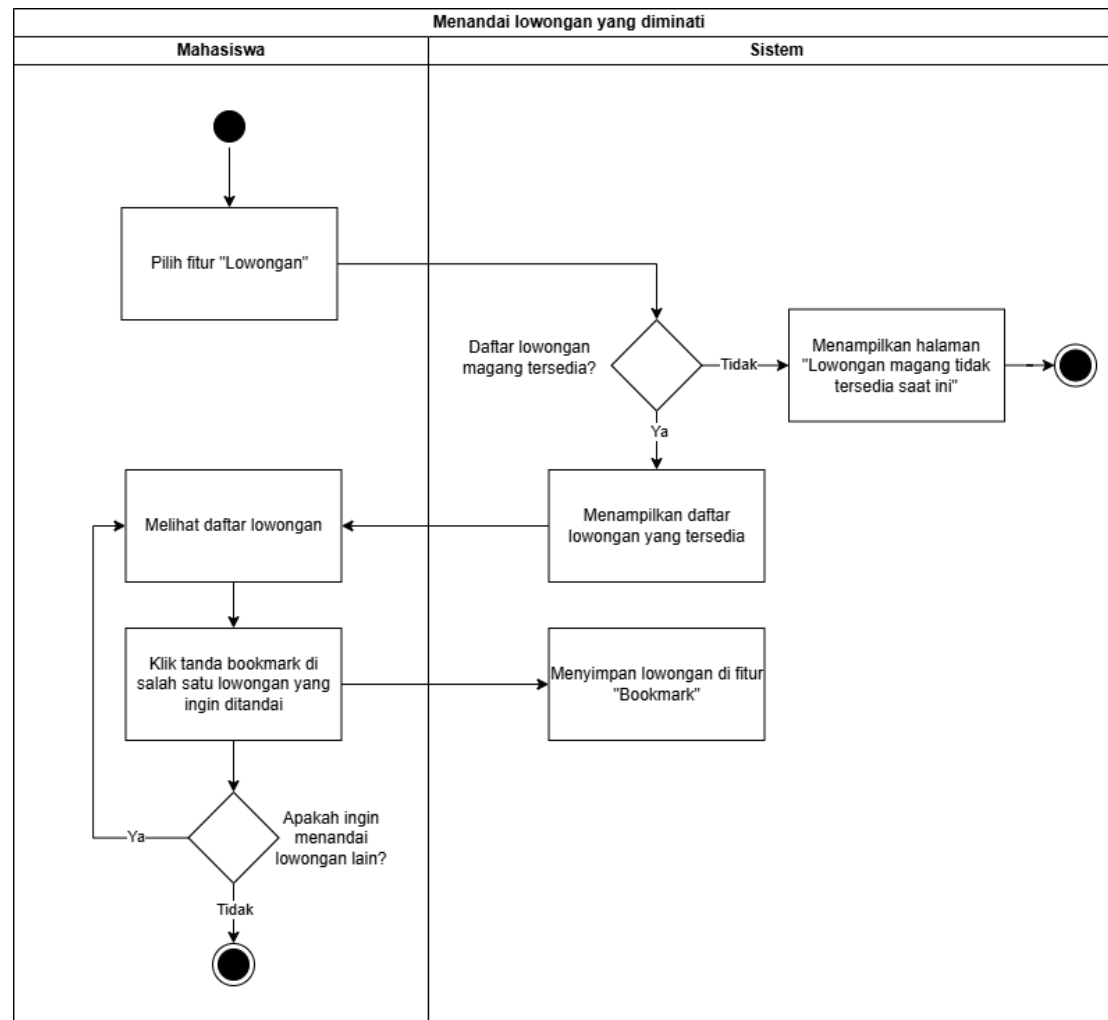 Menandai lowongan yang diminati
Mahasiswa
Sistem
Pilih fitur "Lowongan"
Daftar lowongan
magang tersedia?
Tidak
Menampilkan halaman
"Lowongan magang tidak
tersedia saat ini"
Ya
Melihat daftar lowongan
Menampilkan daftar
lowongan yang tersedia
Klik tanda bookmark di
salah satu lowongan yang
ingin ditandai
Menyimpan lowongan di fitur
"Bookmark"
Ya
Apakah ingin
menandai
lowongan lain?
Tidak